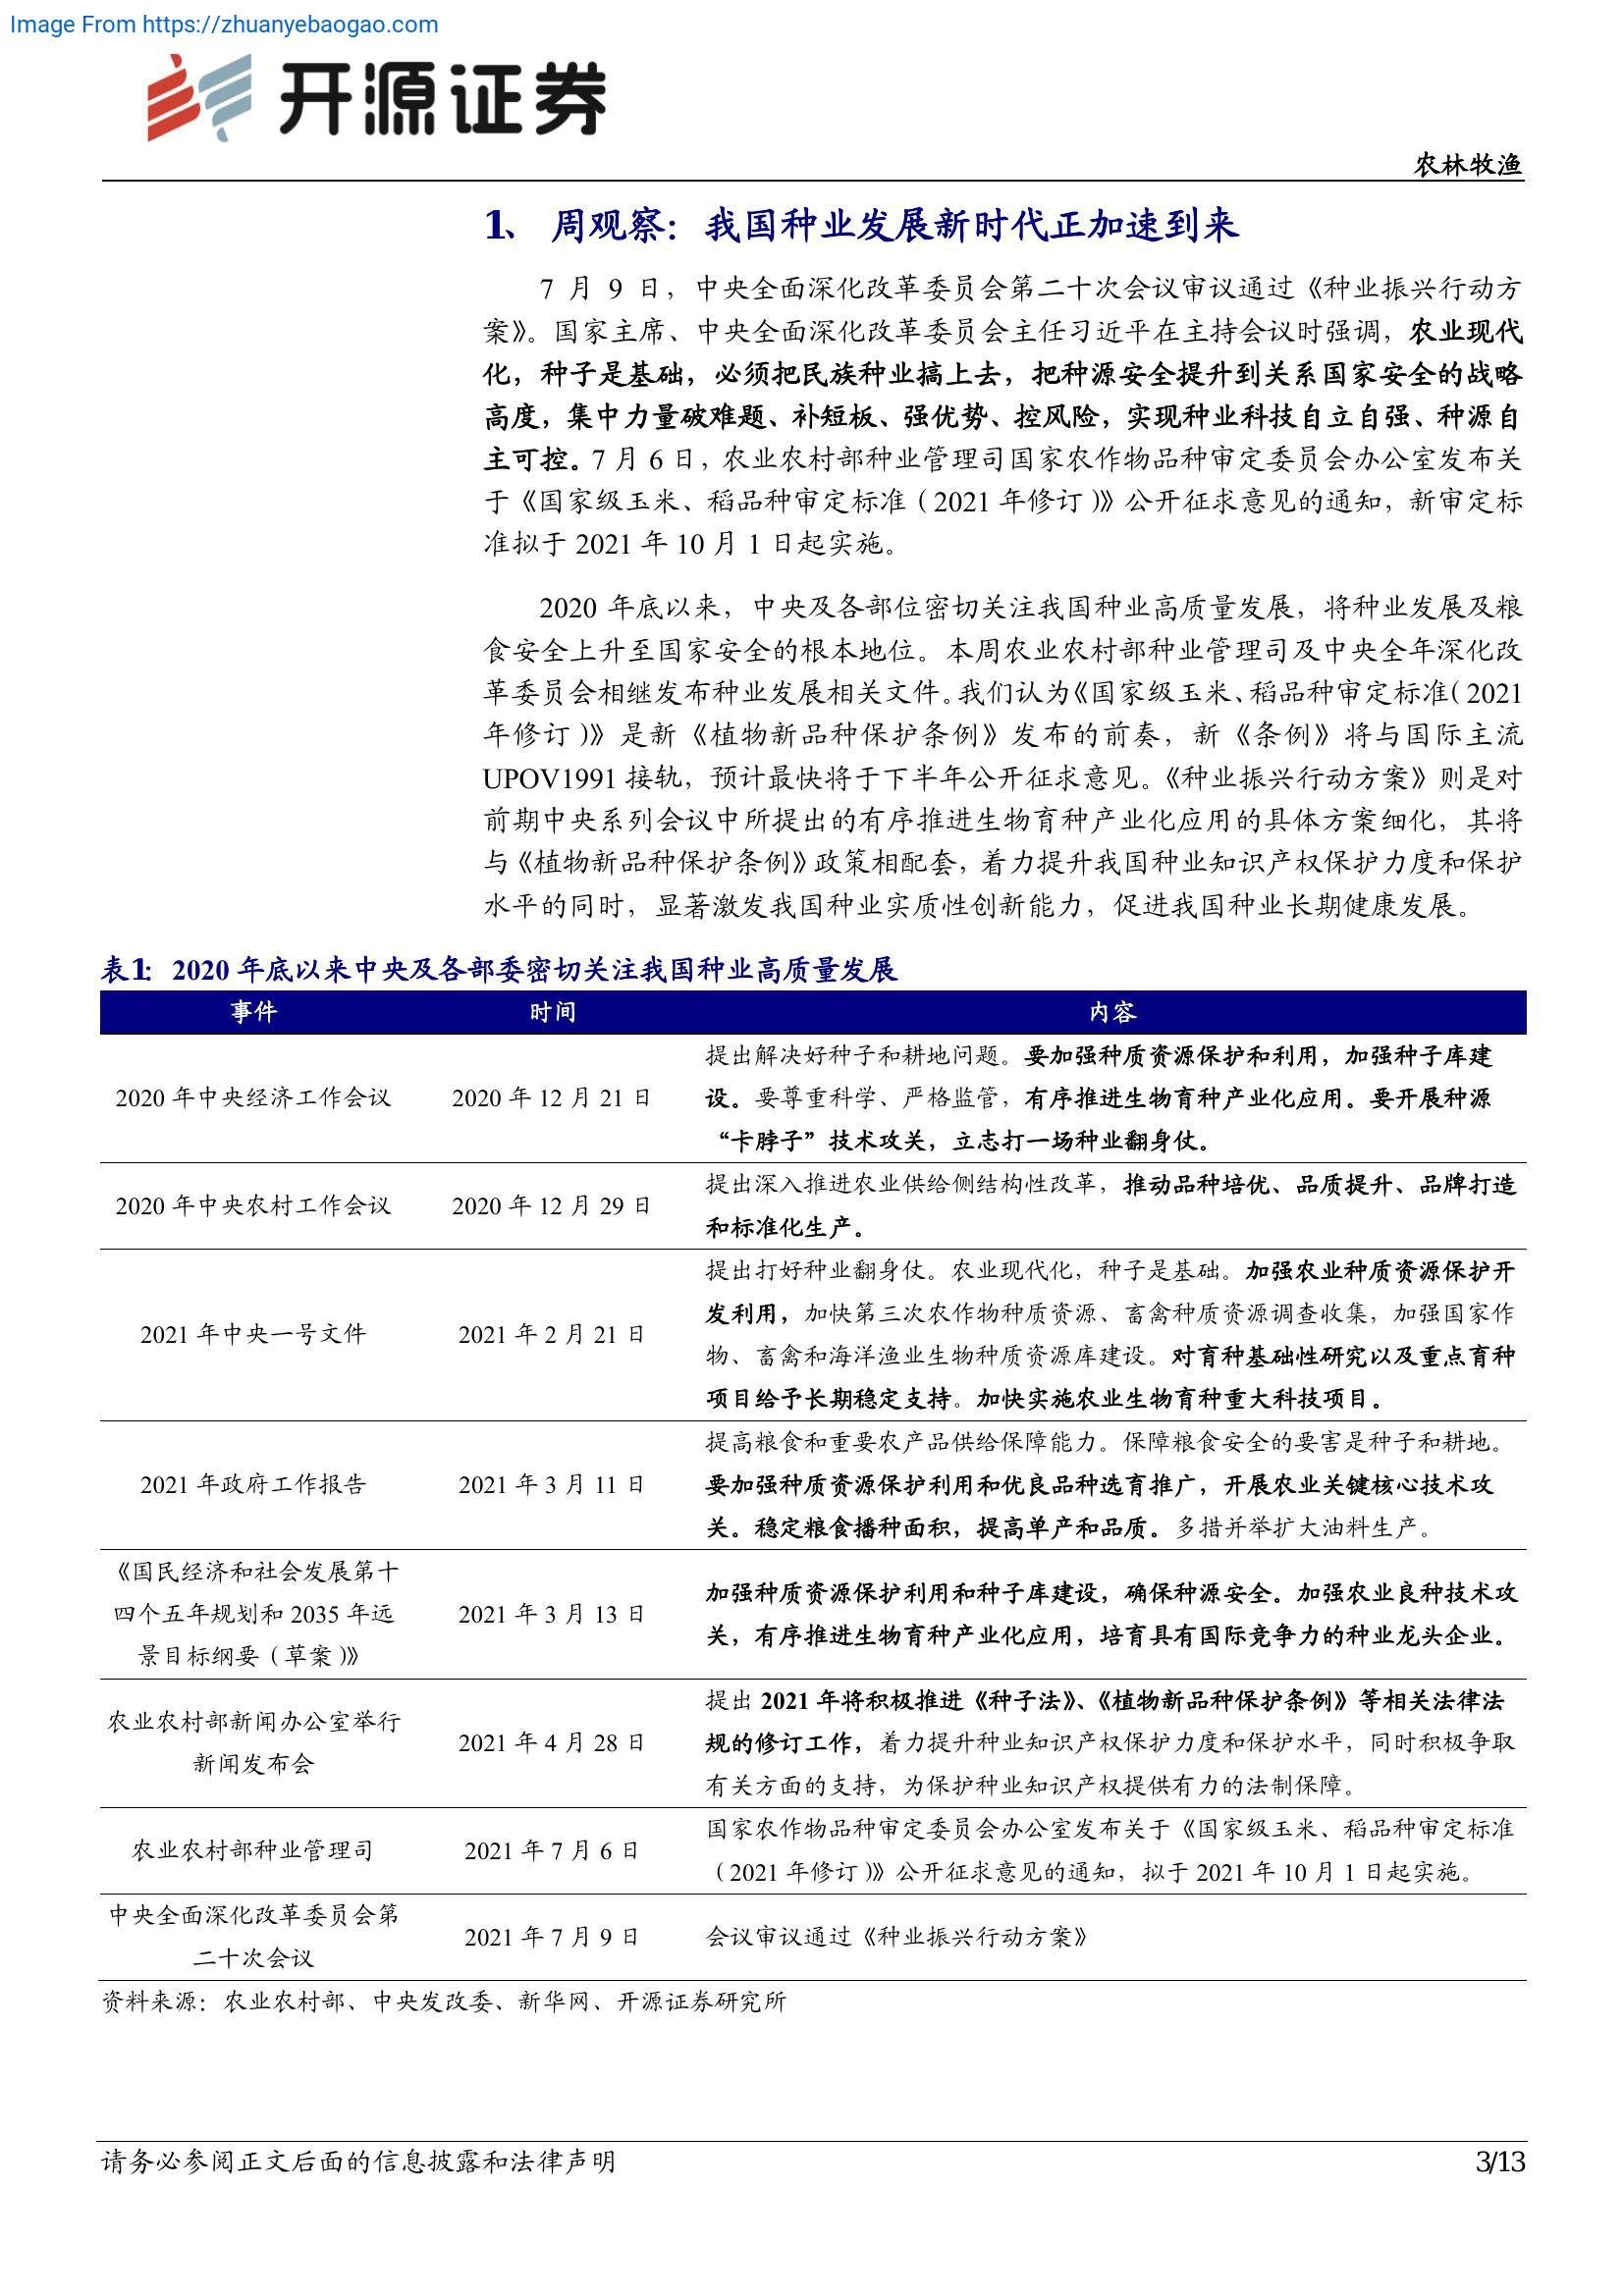 Image From https://zhuanyebaogao.com
开源证券
农林牧渔
1、 周观察：我国种业发展新时代正加速到来
7 月 9 日，中央全面深化改革委员会第二十次会议审议通过《种业振兴行动方
案》。国家主席、中央全面深化改革委员会主任习近平在主持会议时强调，农业现代
化，种子是基础，必须把民族种业搞上去，把种源安全提升到关系国家安全的战略
高度，集中力量破难题、补短板、强优势、控风险，实现种业科技自立自强、种源自
主可控。7 月 6 日，农业农村部种业管理司国家农作物品种审定委员会办公室发布关
于《国家级玉米、稻品种审定标准（2021 年修订）》公开征求意见的通知，新审定标
准拟于 2021 年 10 月 1 日起实施。
2020 年底以来，中央及各部位密切关注我国种业高质量发展，将种业发展及粮
食安全上升至国家安全的根本地位。本周农业农村部种业管理司及中央全年深化改
革委员会相继发布种业发展相关文件。我们认为《国家级玉米、稻品种审定标准（2021
年修订）》是新《植物新品种保护条例》发布的前奏，新《条例》将与国际主流
UPOV1991 接轨，预计最快将于下半年公开征求意见。《种业振兴行动方案》则是对
前期中央系列会议中所提出的有序推进生物育种产业化应用的具体方案细化，其将
与《植物新品种保护条例》政策相配套，着力提升我国种业知识产权保护力度和保护
水平的同时，显著激发我国种业实质性创新能力，促进我国种业长期健康发展。
表1： 2020 年底以来中央及各部委密切关注我国种业高质量发展
事件 时间 内容
提出解决好种子和耕地问题。要加强种质资源保护和利用，加强种子库建
2020 年中央经济工作会议 2020 年 12 月 21 日 设。要尊重科学、严格监管，有序推进生物育种产业化应用。要开展种源
“卡脖子”技术攻关，立志打一场种业翻身仗。
2020 年中央农村工作会议 2020 年 12 月 29 日 提出深入推进农业供给侧结构性改革，推动品种培优、品质提升、品牌打造
和标准化生产。
提出打好种业翻身仗。农业现代化，种子是基础。加强农业种质资源保护开
2021 年中央一号文件 2021 年 2 月 21 日 发利用，加快第三次农作物种质资源、畜禽种质资源调查收集，加强国家作
物、畜禽和海洋渔业生物种质资源库建设。对育种基础性研究以及重点育种
项目给予长期稳定支持。加快实施农业生物育种重大科技项目。
提高粮食和重要农产品供给保障能力。保障粮食安全的要害是种子和耕地。
2021 年政府工作报告 2021 年 3 月 11 日 要加强种质资源保护利用和优良品种选育推广，开展农业关键核心技术攻
关。稳定粮食播种面积，提高单产和品质。多措并举扩大油料生产。
《国民经济和社会发展第十
四个五年规划和 2035 年远
景目标纲要（草案）》
2021 年 3 月 13 日
加强种质资源保护利用和种子库建设，确保种源安全。加强农业良种技术攻
关，有序推进生物育种产业化应用，培育具有国际竞争力的种业龙头企业。
农业农村部新闻办公室举行
新闻发布会
2021 年 4 月 28 日
提出 2021 年将积极推进《种子法》、《植物新品种保护条例》等相关法律法
规的修订工作，着力提升种业知识产权保护力度和保护水平，同时积极争取
有关方面的支持，为保护种业知识产权提供有力的法制保障。
农业农村部种业管理司 2021 年 7 月 6 日 国家农作物品种审定委员会办公室发布关于《国家级玉米、稻品种审定标准
（2021 年修订）》公开征求意见的通知，拟于 2021 年 10 月 1 日起实施。
中央全面深化改革委员会第
二十次会议
2021 年 7 月 9 日 会议审议通过《种业振兴行动方案》
资料来源：农业农村部、中央发改委、新华网、开源证券研究所
请务必参阅正文后面的信息披露和法律声明 3/13